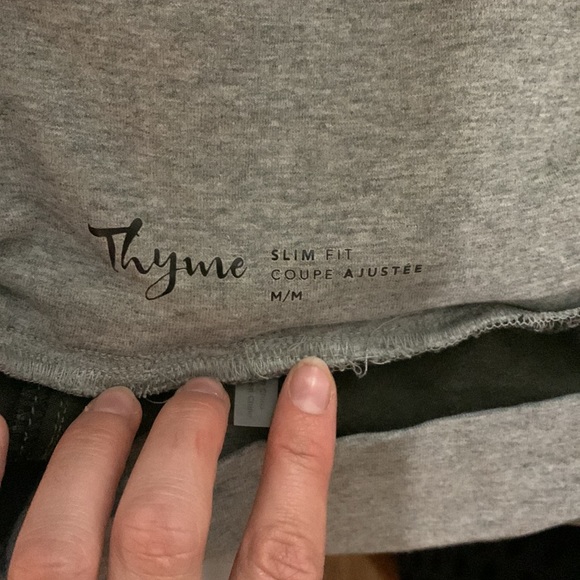 Thyme
SLIM FIT
COUPE AJUSTÉE
M/M